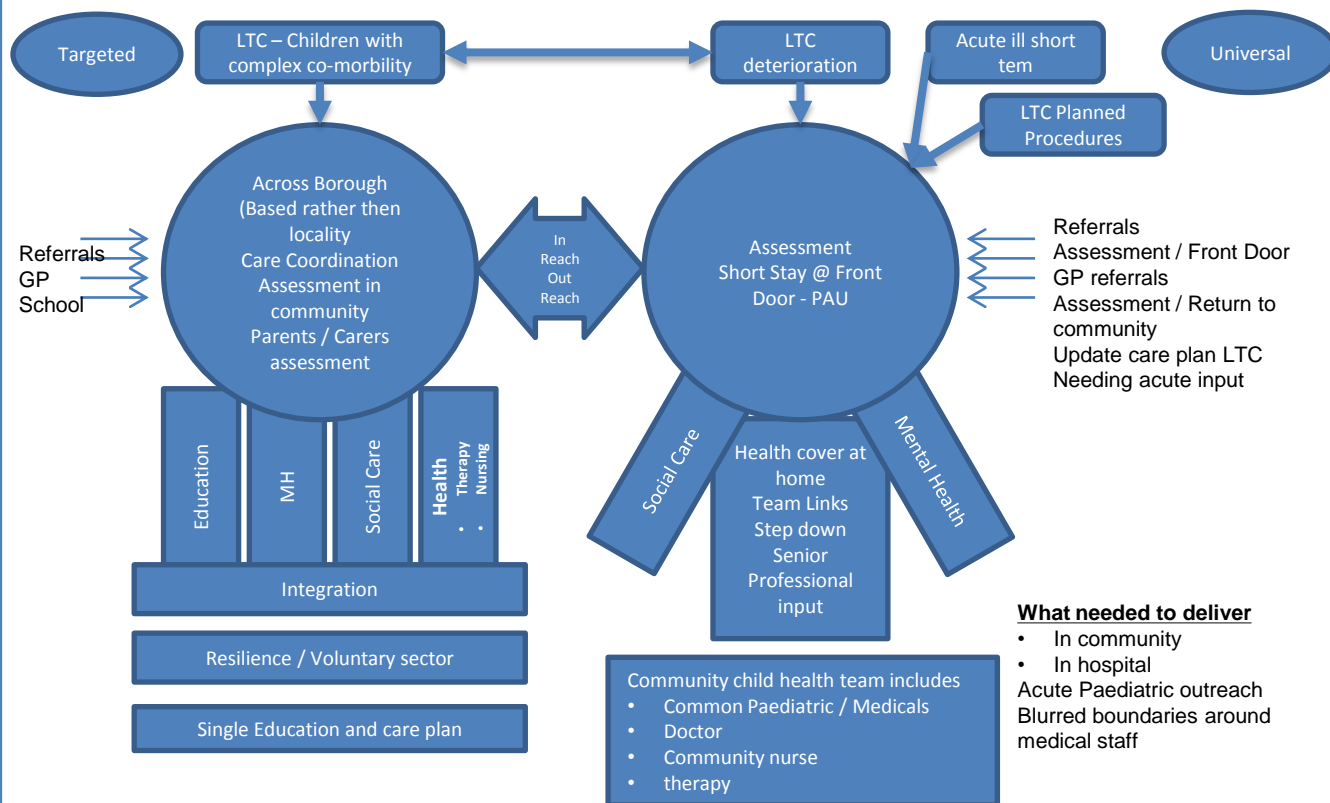 Targeted
LTC – Children with
complex co-morbility
LTC
deterioration
Acute ill short
tem
Universal
LTC Planned
Procedures
Across Borough
(Based rather then
locality
Care Coordination
Assessment in
community
Parents / Carers
assessment
Referrals
GP
School
In
Reach
Out
Reach
Assessment
Short Stay @ Front
Door - PAU
Referrals
Assessment / Front Door
GP referrals
Assessment / Return to
community
Update care plan LTC
Needing acute input
Education
MH
Social Care
Health
• Therapy
• Nursing
Integration
Resilience / Voluntary sector
Single Education and care plan
Social Care
Health cover at
home
Team Links
Step down
Senior
Professional
input
Mental Health
Community child health team includes
• Common Paediatric / Medicals
• Doctor
• Community nurse
• therapy
What needed to deliver
• In community
• In hospital
Acute Paediatric outreach
Blurred boundaries around
medical staff